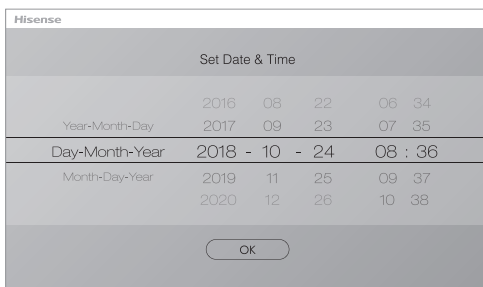 Hisense
Set Date & Time
2016 08 22 06 34
Year-Month-Day 2017 09 23 07 35
Day-Month-Year 2018 - 10 - 24 08 : 36
Month-Day-Year 2019 11 25 09 37
2020 12 26 10 38
OK